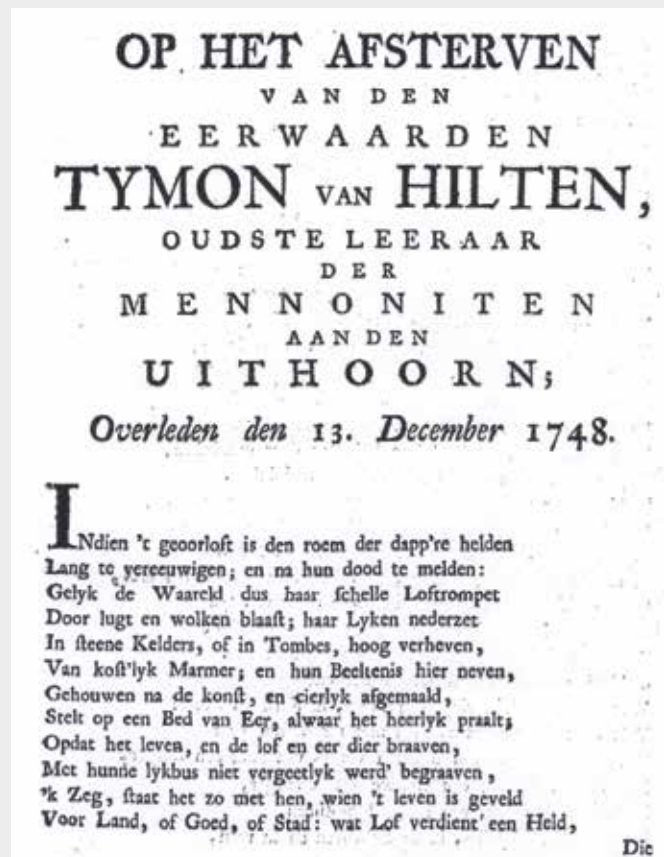 OP HET AFSTERVEN
VAN DEN
EERWAARDEN
TYMON VAN HILTEN,
OUDSTE LEERAAR
DER
MENNONITEN
AAN DEN
UITHOORN;
Overleden den 13. December 1748.
INdien 't geoorloft is den roem der dapp're helden
Lang te vereeuwigen; en na hun dood te melden:
Gelyk de Waareld dus haar ſchelle Loftrompet
Door lugt en wolken blaaſt; haar Lyken nederzet
In ſteene Kelders, of in Tombes, hoog verheven,
Van koſt'lyk Marmer; en hun Beeltenis hier neven,
Gehouwen na de konſt, en cierlyk afgemaald,
Stelt op een Bed van Eer, alwaar het heerlyk praalt;
Opdat het leven, en de lof en eer dier braaven,
Met hunne lykbus niet vergeetlyk werd' begraaven,
'k Zeg, ſtaat het zo met hen, wien 't leven is geveld
Voor Land, of Goed, of Stad: wat Lof verdient een Held,
Die